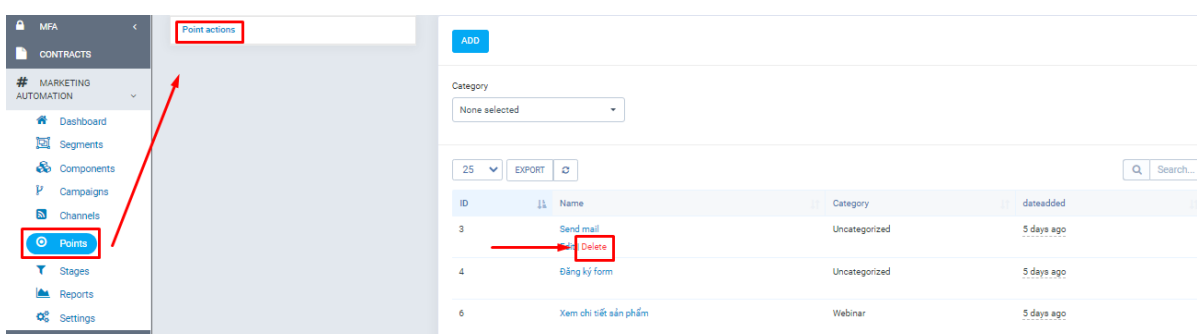 MFA
CONTRACTS
# MARKETING
AUTOMATION
Dashboard
Segments
Components
Campaigns
Channels
Points
Stages
Reports
Settings
Point actions
ADD
Category
None selected
25 EXPORT
Search...
ID Name Category dateadded
3 Send mail Uncategorized 5 days ago
Edit | Delete
4 Đăng ký form Uncategorized 5 days ago
6 Xem chi tiết sản phẩm Webinar 5 days ago